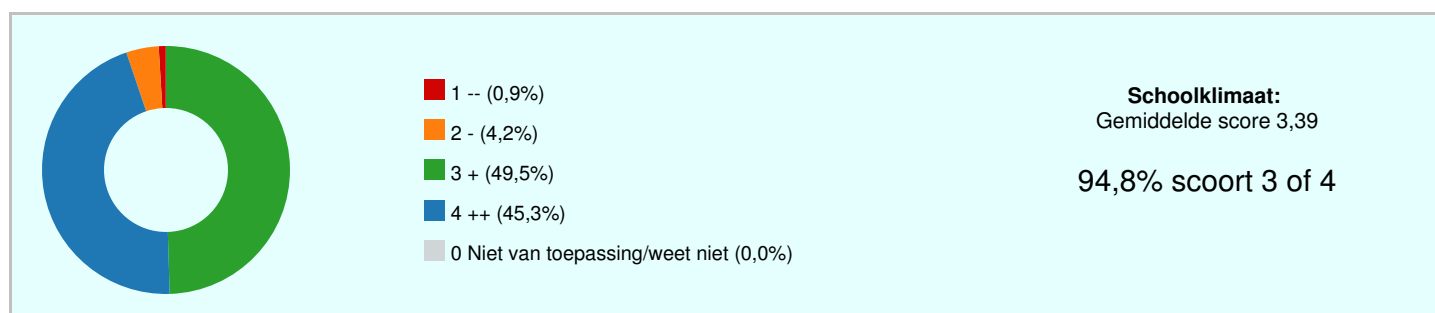 1 -- (0,9%)
2 - (4,2%)
3 + (49,5%)
4 ++ (45,3%)
0 Niet van toepassing/weet niet (0,0%)
Schoolklimaat:
Gemiddelde score 3,39
94,8% scoort 3 of 4